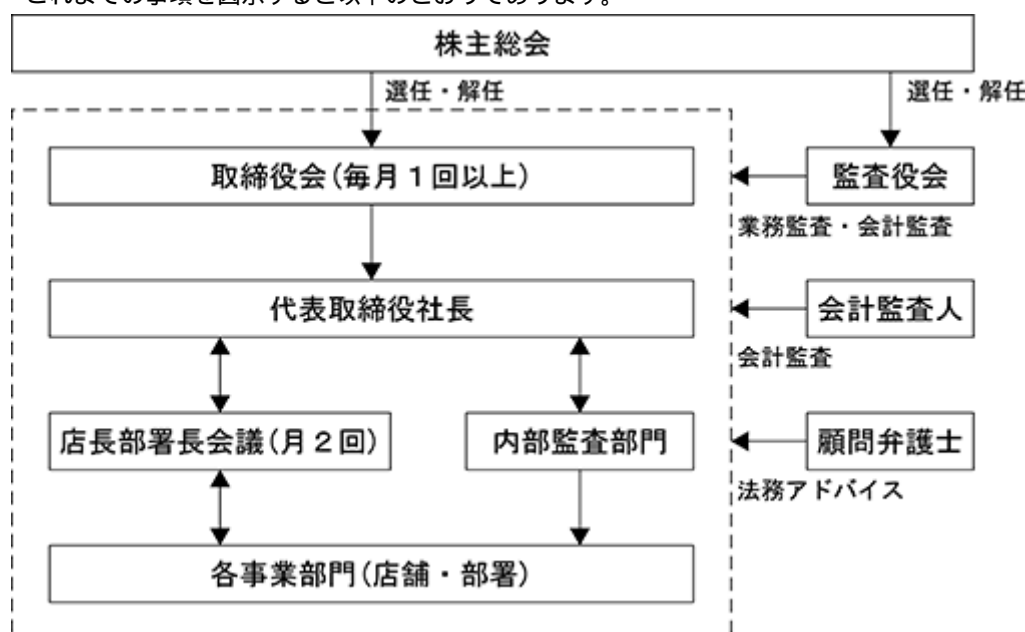 これまでの事項を図示すると以下のとおりであります。
株主総会
選任・解任
選任・解任
取締役会(毎月1回以上)
監査役会
業務監査・会計監査
代表取締役社長
会計監査人
会計監査
店長部署長会議(月2回)
内部監査部門
顧問弁護士
法務アドバイス
各事業部門(店舗・部署)